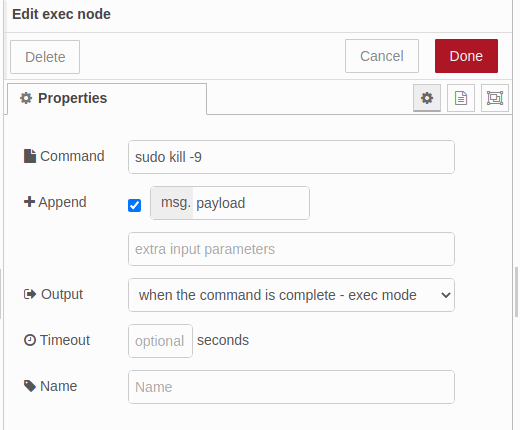 Edit exec node
Delete
Cancel
Done
Properties
Command
sudo kill -9
Append
msg. payload
extra input parameters
Output
when the command is complete - exec mode
Timeout
optional seconds
Name
Name